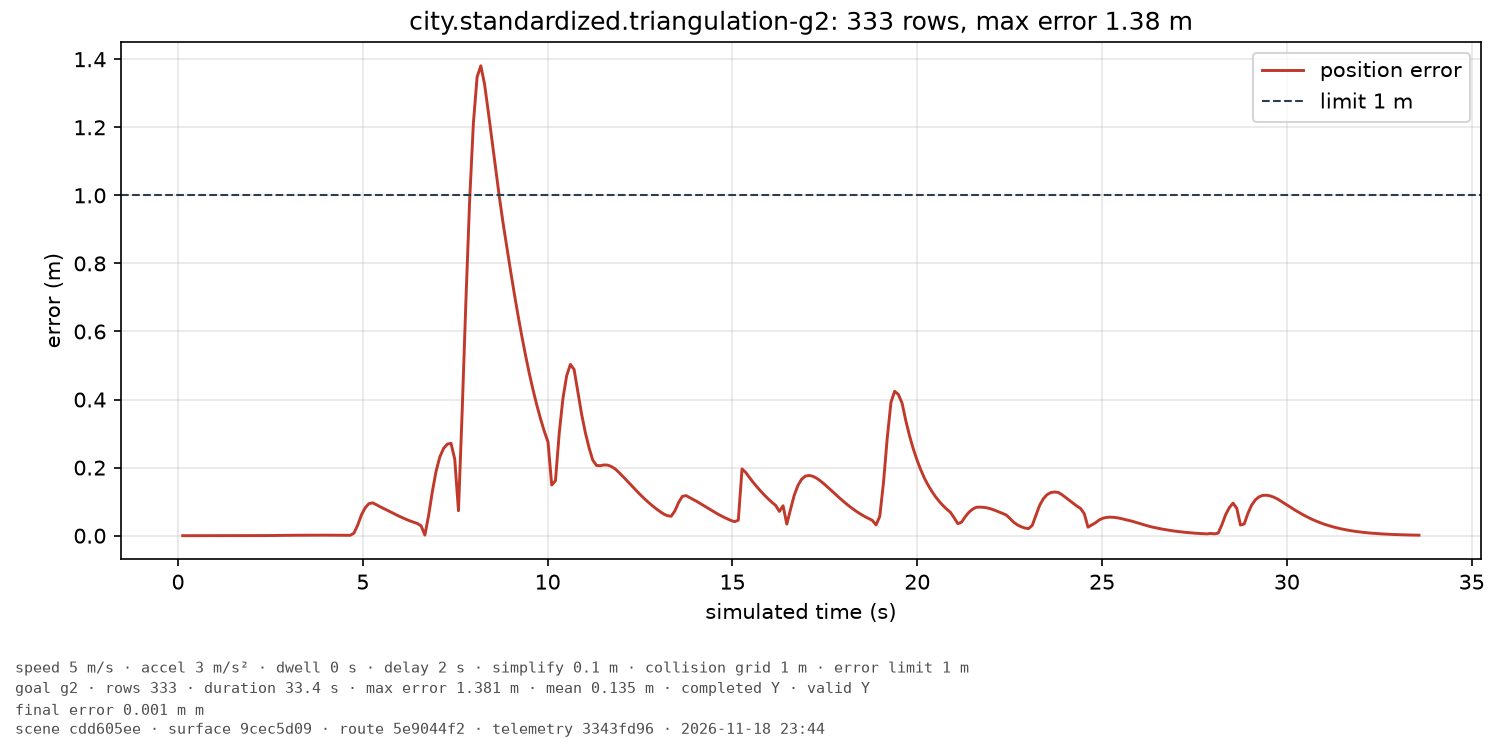 city.standardized.triangulation-g2: 333 rows, max error 1.38 m
position error
limit 1 m
error (m)
1.4
1.2
1.0
0.8
0.6
0.4
0.2
0.0
0 5 10 15 20 25 30 35
simulated time (s)
speed 5 m/s · accel 3 m/s² · dwell 0 s · delay 2 s · simplify 0.1 m · collision grid 1 m · error limit 1 m
goal g2 · rows 333 · duration 33.4 s · max error 1.381 m · mean 0.135 m · completed Y · valid Y
final error 0.001 m m
scene cdd605ee · surface 9cec5d09 · route 5e9044f2 · telemetry 3343fd96 · 2026-11-18 23:44